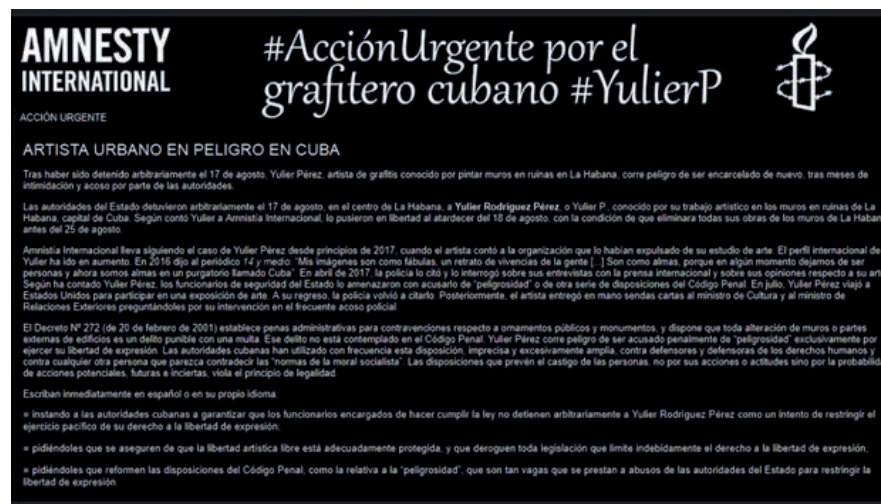 AMNESTY
INTERNATIONAL
#AcciónUrgente por el
grafitero cubano #YulierP
ACCIÓN URGENTE
ARTISTA URBANO EN PELIGRO EN CUBA
Tras haber sido detenido arbitrariamente el 17 de agosto, Yulier Pérez, artista de grafitis conocido por pintar muros en ruinas en La Habana, corre peligro de ser encarcelado de nuevo, tras meses de
intimidación y acoso por parte de las autoridades.
Las autoridades del Estado detuvieron arbitrariamente el 17 de agosto, en el centro de La Habana, a Yulier Rodríguez Pérez, o Yulier P., conocido por su trabajo artístico en los muros en ruinas de La
Habana, capital de Cuba. Según contó Yulier a Amnistía Internacional, lo pusieron en libertad al atardecer del 18 de agosto, con la condición de que eliminara todas sus obras de los muros de La Haban
antes del 25 de agosto.
Amnistía Internacional lleva siguiendo el caso de Yulier Pérez desde principios de 2017, cuando el artista contó a la organización que lo habían expulsado de su estudio de arte. El perfil internacional de
Yulier ha ido en aumento. En 2016 dijo al periódico 14 y medio: "Mis imágenes son como fábulas, un retrato de vivencias de la gente [...] Son como almas, porque en algún momento dejamos de ser
personas y ahora somos almas en un purgatorio llamado Cuba". En abril de 2017, la policía lo citó y lo interrogó sobre sus entrevistas con la prensa internacional y sobre sus opiniones respecto a su art
Según ha contado Yulier Pérez, los funcionarios de seguridad del Estado lo amenazaron con acusarlo de "peligrosidad" o de otra serie de disposiciones del Código Penal. En julio, Yulier Pérez viajó a
Estados Unidos para participar en una exposición de arte. A su regreso, la policía volvió a citarlo. Posteriormente, el artista entregó en mano sendas cartas al ministro de Cultura y al ministro de
Relaciones Exteriores preguntándoles por su intervención en el frecuente acoso policial.
El Decreto Nº 272 (de 20 de febrero de 2001) establece penas administrativas para contravenciones respecto a ornamentos públicos y monumentos, y dispone que toda alteración de muros o partes
externas de edificios es un delito punible con una multa. Ese delito no está contemplado en el Código Penal. Yulier Pérez corre peligro de ser acusado penalmente de "peligrosidad" exclusivamente por
ejercer su libertad de expresión. Las autoridades cubanas han utilizado con frecuencia esta disposición, imprecisa y excesivamente amplia, contra defensores y defensoras de los derechos humanos y
contra cualquier otra persona que parezca contradecir las "normas de la moral socialista". Las disposiciones que prevén el castigo de las personas, no por sus acciones o actitudes sino por la probabilida
de acciones potenciales, futuras e inciertas, viola el principio de legalidad.
Escriban inmediatamente en español o en su propio idioma:
= instando a las autoridades cubanas a garantizar que los funcionarios encargados de hacer cumplir la ley no detienen arbitrariamente a Yulier Rodríguez Pérez como un intento de restringir el
ejercicio pacífico de su derecho a la libertad de expresión;
= pidiéndoles que se aseguren de que la libertad artística libre está adecuadamente protegida, y que deroguen toda legislación que limite indebidamente el derecho a la libertad de expresión;
= pidiéndoles que reformen las disposiciones del Código Penal, como la relativa a la "peligrosidad", que son tan vagas que se prestan a abusos de las autoridades del Estado para restringir la
libertad de expresión.